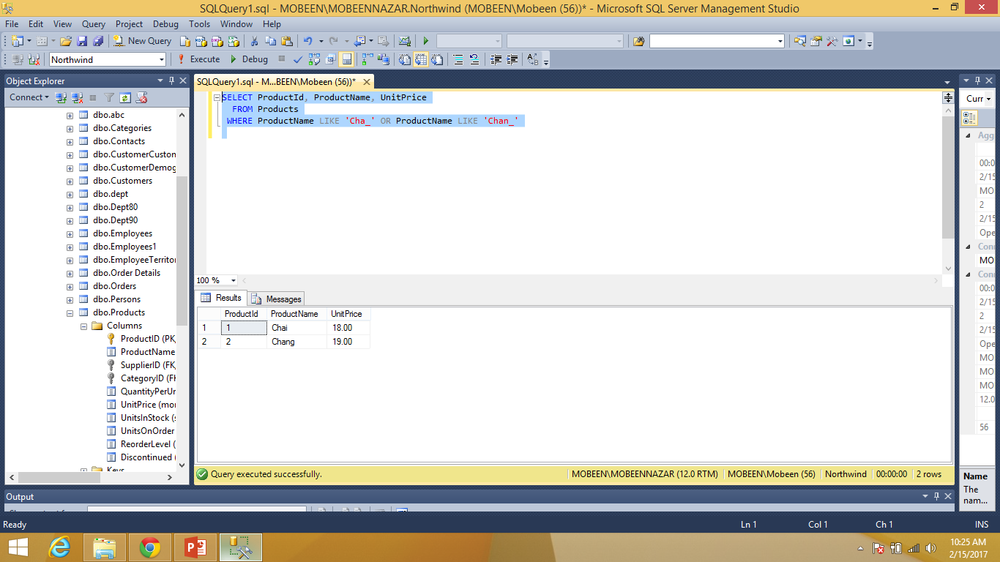 SQLQuery1.sql - MOBEEN\MOBEENNAZAR.Northwind (MOBEEN\Mobeen (56))* - Microsoft SQL Server Management Studio
File Edit View Query Project Debug Tools Window Help
New Query
Northwind Execute Debug
Object Explorer
Connect
dbo.abc
dbo.Categories
dbo.Contacts
dbo.CustomerCustom
dbo.CustomerDemog
dbo.Customers
dbo.dept
dbo.Dept80
dbo.Dept90
dbo.Employees
dbo.Employees1
dbo.EmployeeTerritor
dbo.Order Details
dbo.Orders
dbo.Persons
dbo.Products
Columns
ProductID (PK,
ProductName
SupplierID (FK,
CategoryID (FK
QuantityPerUn
UnitPrice (mon
UnitsInStock (s
UnitsOnOrder
ReorderLevel (
Discontinued (
Keys
SQLQuery1.sql - M...BEEN\Mobeen (56))*
SELECT ProductId, ProductName, UnitPrice
FROM Products
WHERE ProductName LIKE 'Cha_' OR ProductName LIKE 'Chan_'
100 %
Results Messages
ProductId ProductName UnitPrice
1 1 Chai 18.00
2 2 Chang 19.00
Query executed successfully. MOBEEN\MOBEENNAZAR (12.0 RTM) MOBEEN\Mobeen (56) Northwind 00:00:00 2 rows
Curr
Agg
00:0
2/15
MO
2
2/15
Ope
Conn
MO
Conn
00:0
2/15
2
2/15
Ope
MO
MO
MO
12.0
56
Name
The
nam...
Output
Ready Ln 1 Col 1 Ch 1 INS
10:25 AM
2/15/2017